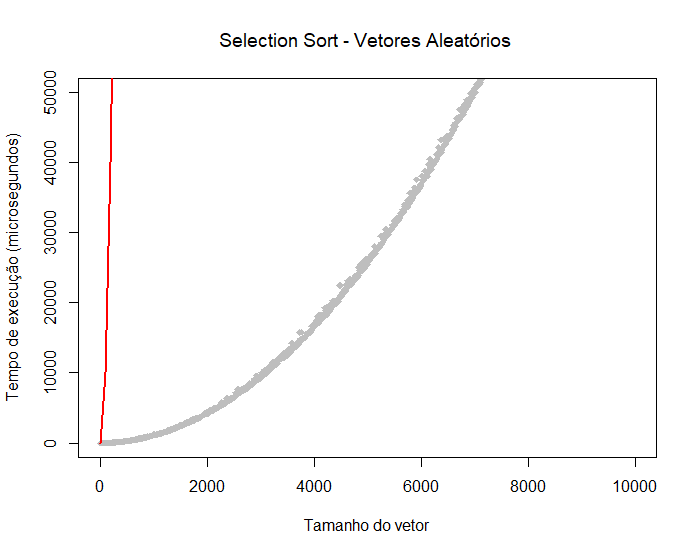 Selection Sort - Vetores Aleatórios
Tempo de execução (microsegundos)
50000
40000
30000
20000
10000
0
0 2000 4000 6000 8000 10000
Tamanho do vetor